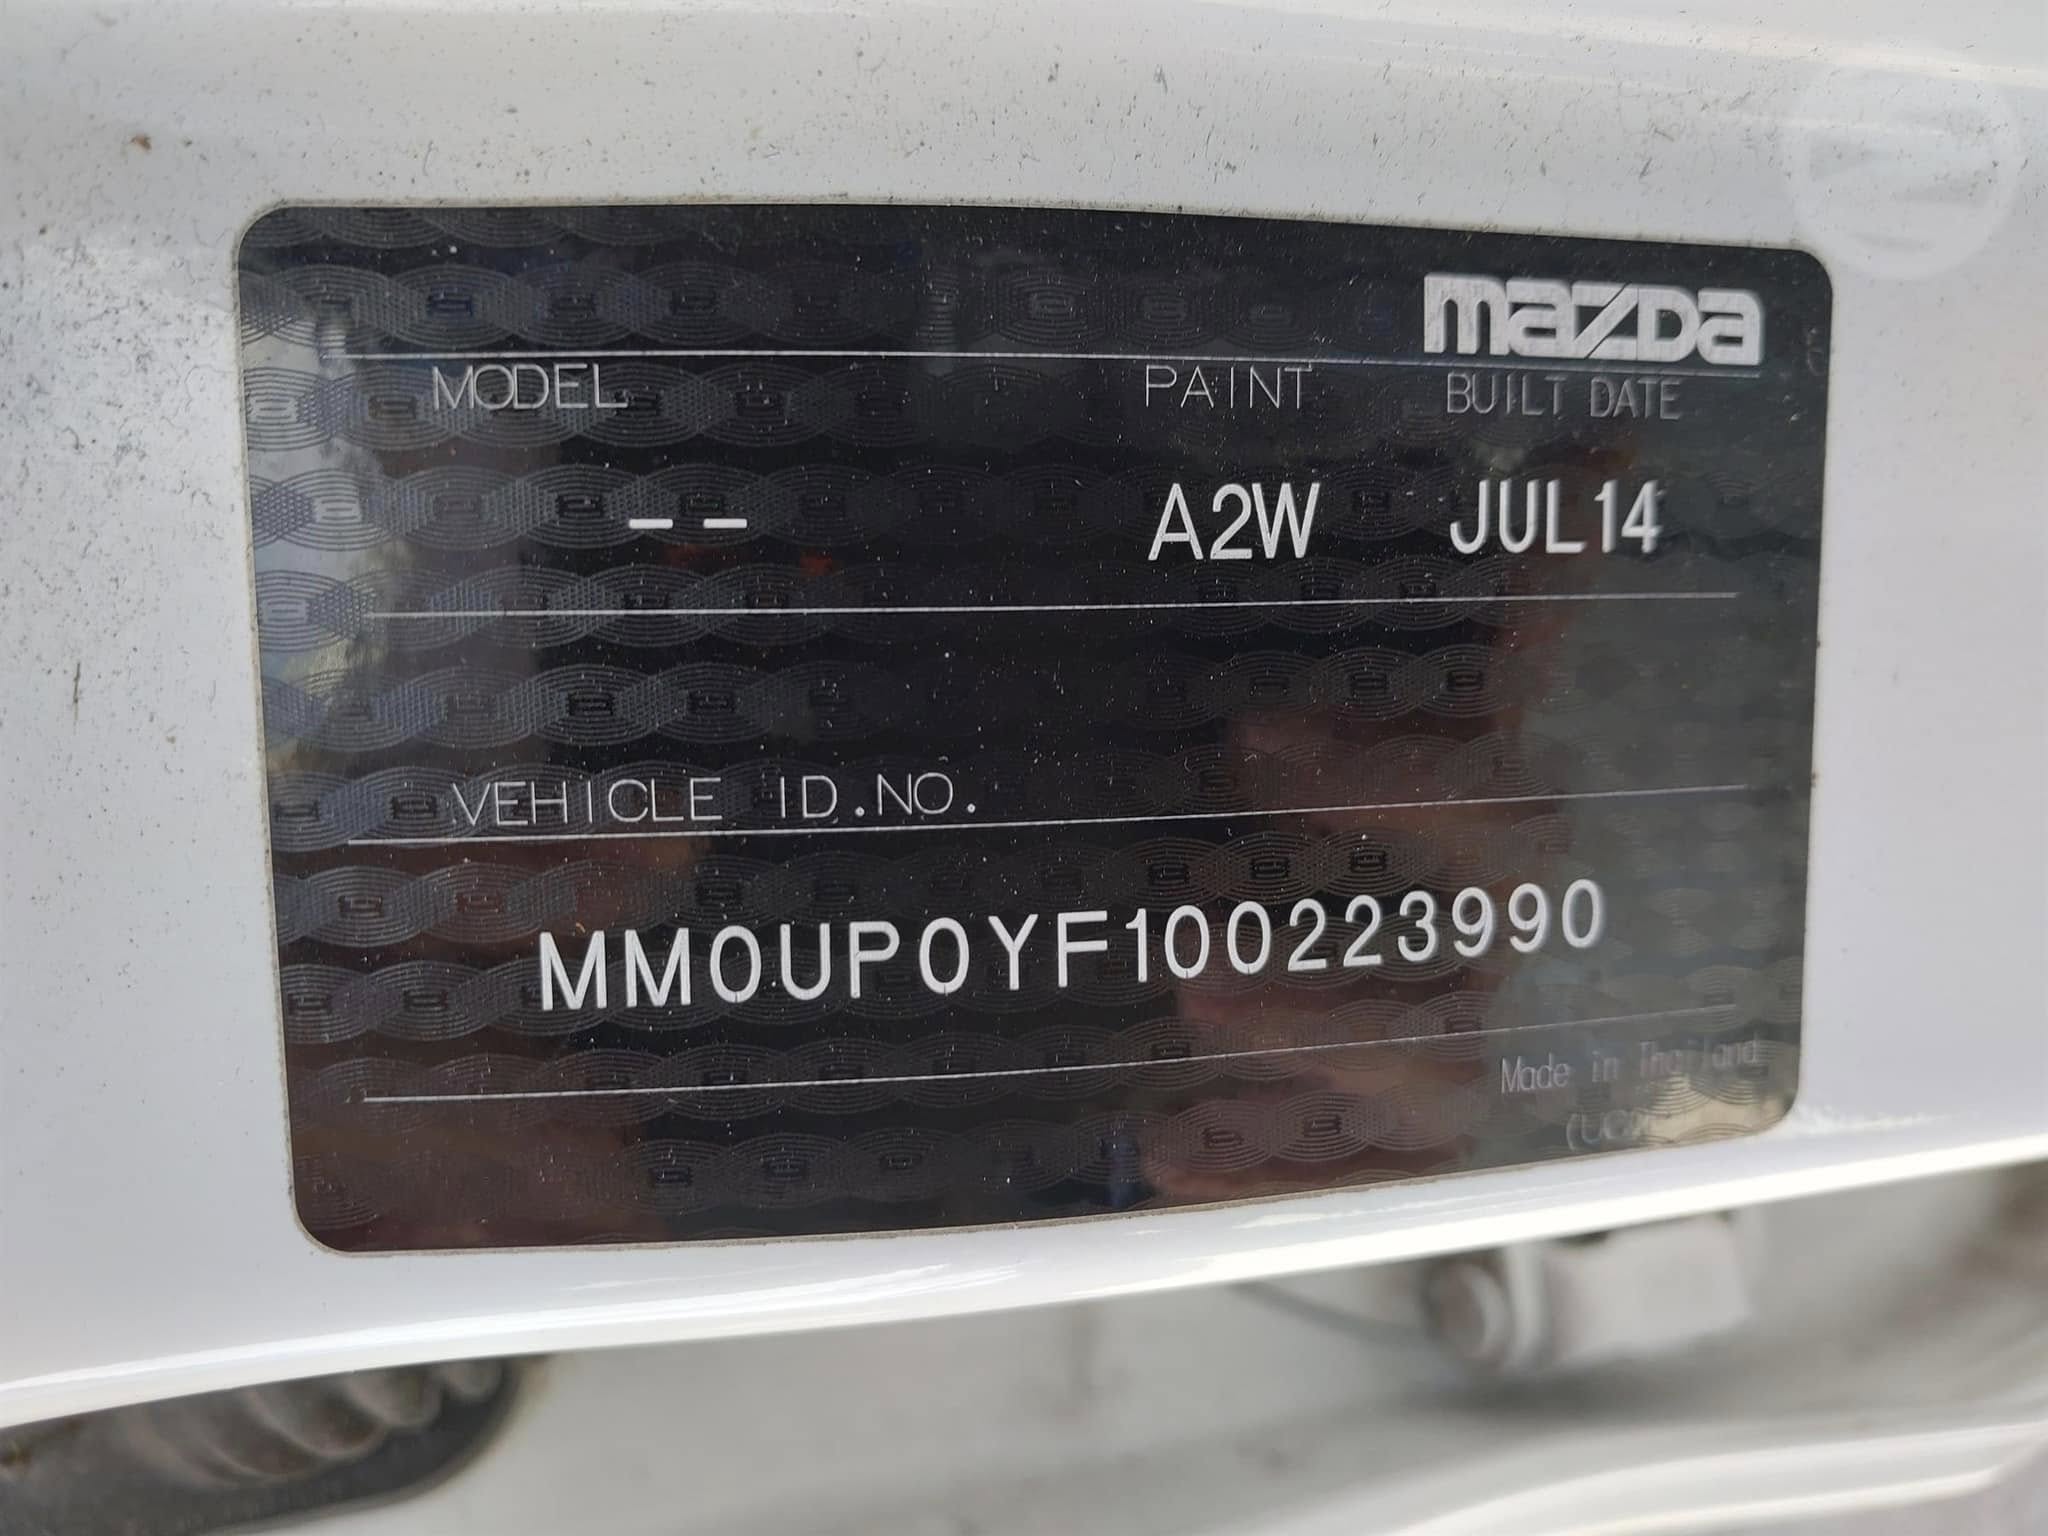 mazda
MODEL PAINT BUILT DATE
-- A2W JUL14
VEHICLE ID.NO.
MM0UP0YF100223990
Made in Thailand